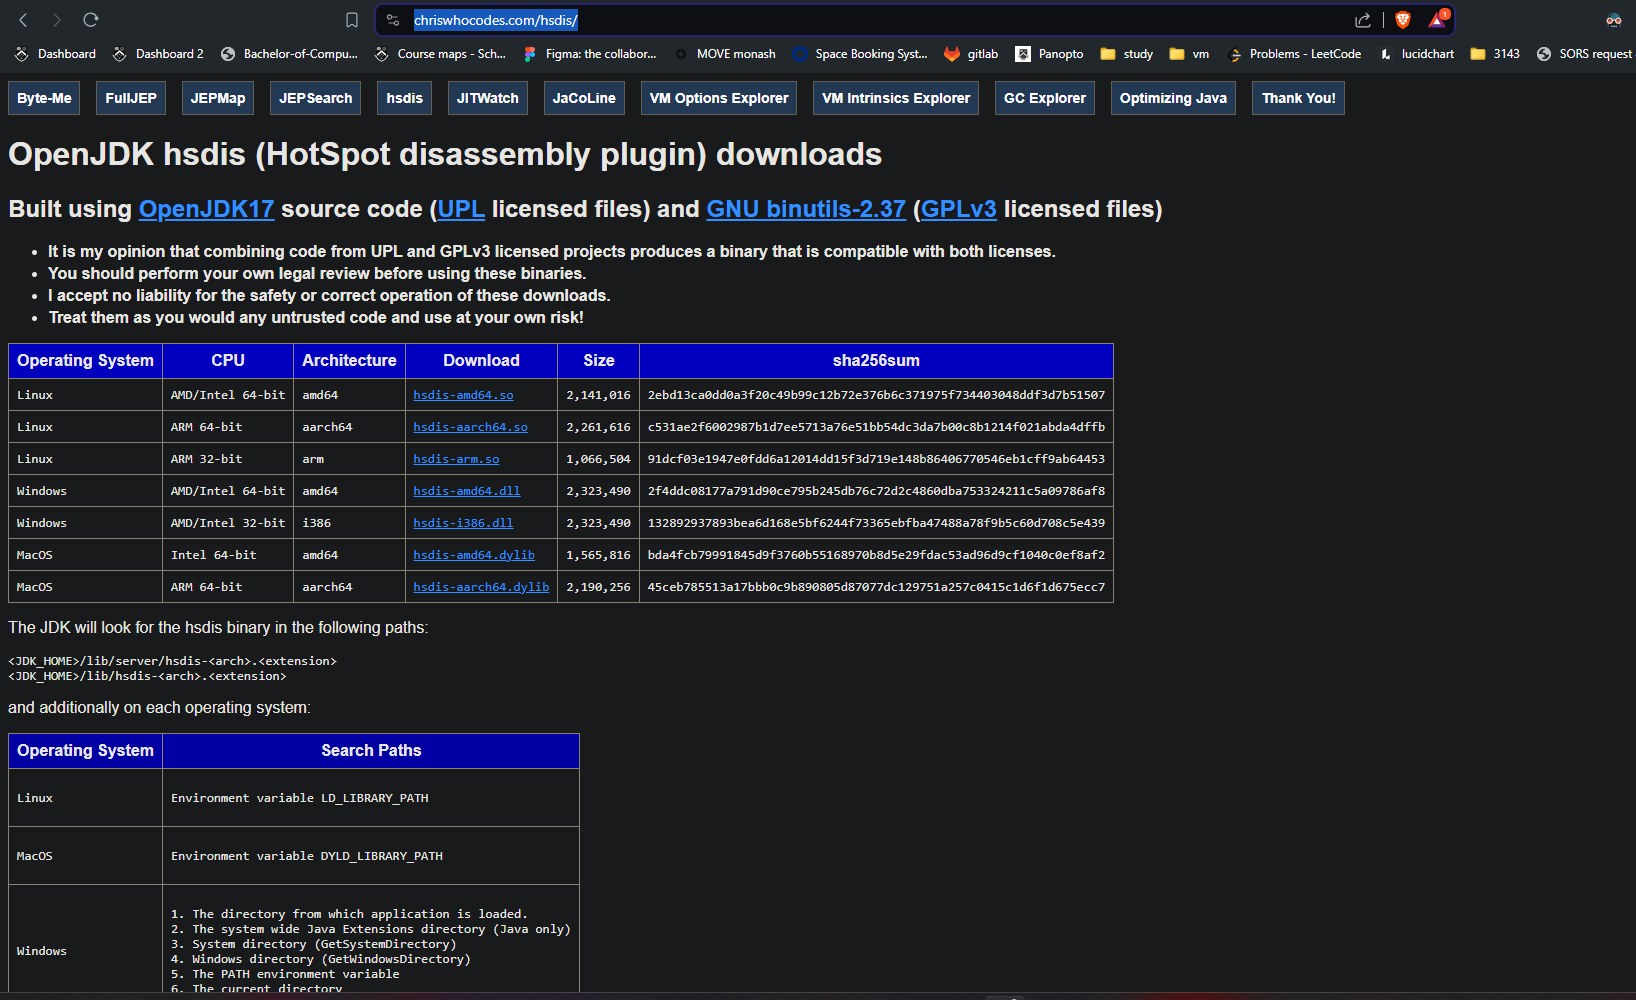 chriswhocodes.com/hsdis/
1
Dashboard
Dashboard 2
Bachelor-of-Compu...
Course maps - Sch...
Figma: the collabor...
MOVE monash
Space Booking Syst...
gitlab
Panopto
study
vm
Problems - LeetCode
lucidchart
3143
SORS request
Byte-Me
FullJEP
JEPMap
JEPSearch
hsdis
JITWatch
JaCoLine
VM Options Explorer
VM Intrinsics Explorer
GC Explorer
Optimizing Java
Thank You!
OpenJDK hsdis (HotSpot disassembly plugin) downloads
Built using OpenJDK17 source code (UPL licensed files) and GNU binutils-2.37 (GPLv3 licensed files)
• It is my opinion that combining code from UPL and GPLv3 licensed projects produces a binary that is compatible with both licenses.
• You should perform your own legal review before using these binaries.
• I accept no liability for the safety or correct operation of these downloads.
• Treat them as you would any untrusted code and use at your own risk!
Operating System CPU Architecture Download Size sha256sum
Linux AMD/Intel 64-bit amd64 hsdis-amd64.so 2,141,016 2ebd13ca0dd0a3f20c49b99c12b72e376b6c371975f734403048ddf3d7b51507
Linux ARM 64-bit aarch64 hsdis-aarch64.so 2,261,616 c531ae2f6002987b1d7ee5713a76e51bb54dc3da7b00c8b1214f021abda4dffb
Linux ARM 32-bit arm hsdis-arm.so 1,066,504 91dcf03e1947e0fdd6a12014dd15f3d719e148b86406770546eb1cff9ab64453
Windows AMD/Intel 64-bit amd64 hsdis-amd64.dll 2,323,490 2f4ddc08177a791d90ce795b245db76c72d2c4860dba753324211c5a09786af8
Windows AMD/Intel 32-bit i386 hsdis-i386.dll 2,323,490 132892937893bea6d168e5bf6244f73365ebfba47488a78f9b5c60d708c5e439
MacOS Intel 64-bit amd64 hsdis-amd64.dylib 1,565,816 bda4fcb79991845d9f3760b55168970b8d5e29fdac53ad96d9cf1040c0ef8af2
MacOS ARM 64-bit aarch64 hsdis-aarch64.dylib 2,190,256 45ceb785513a17bbb0c9b890805d87077dc129751a257c0415c1d6f1d675ecc7
The JDK will look for the hsdis binary in the following paths:
<JDK_HOME>/lib/server/hsdis-<arch>.<extension>
<JDK_HOME>/lib/hsdis-<arch>.<extension>
and additionally on each operating system:
Operating System Search Paths
Linux Environment variable LD_LIBRARY_PATH
MacOS Environment variable DYLD_LIBRARY_PATH
Windows
1. The directory from which application is loaded.
2. The system wide Java Extensions directory (Java only)
3. System directory (GetSystemDirectory)
4. Windows directory (GetWindowsDirectory)
5. The PATH environment variable
6. The current directory